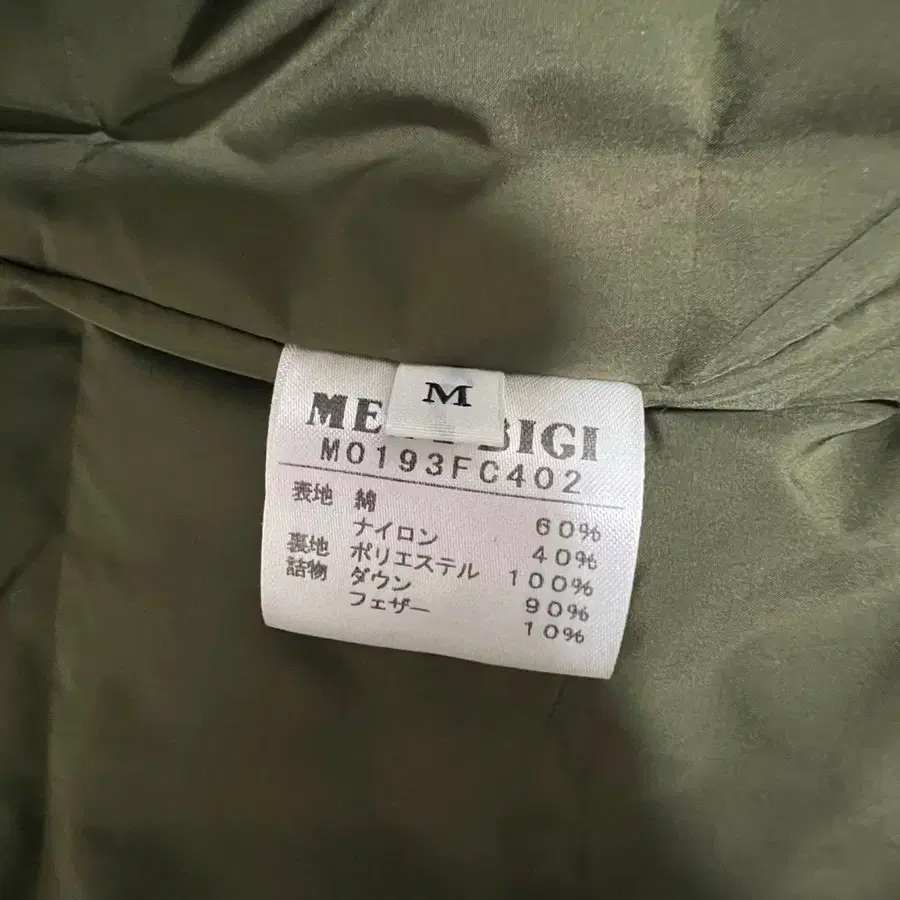 M
BIGI
M0193FC402
表地 綿 60%
ナイロン 40%
裏地 ポリエステル 100%
詰物 ダウン 90%
フェザー 10%